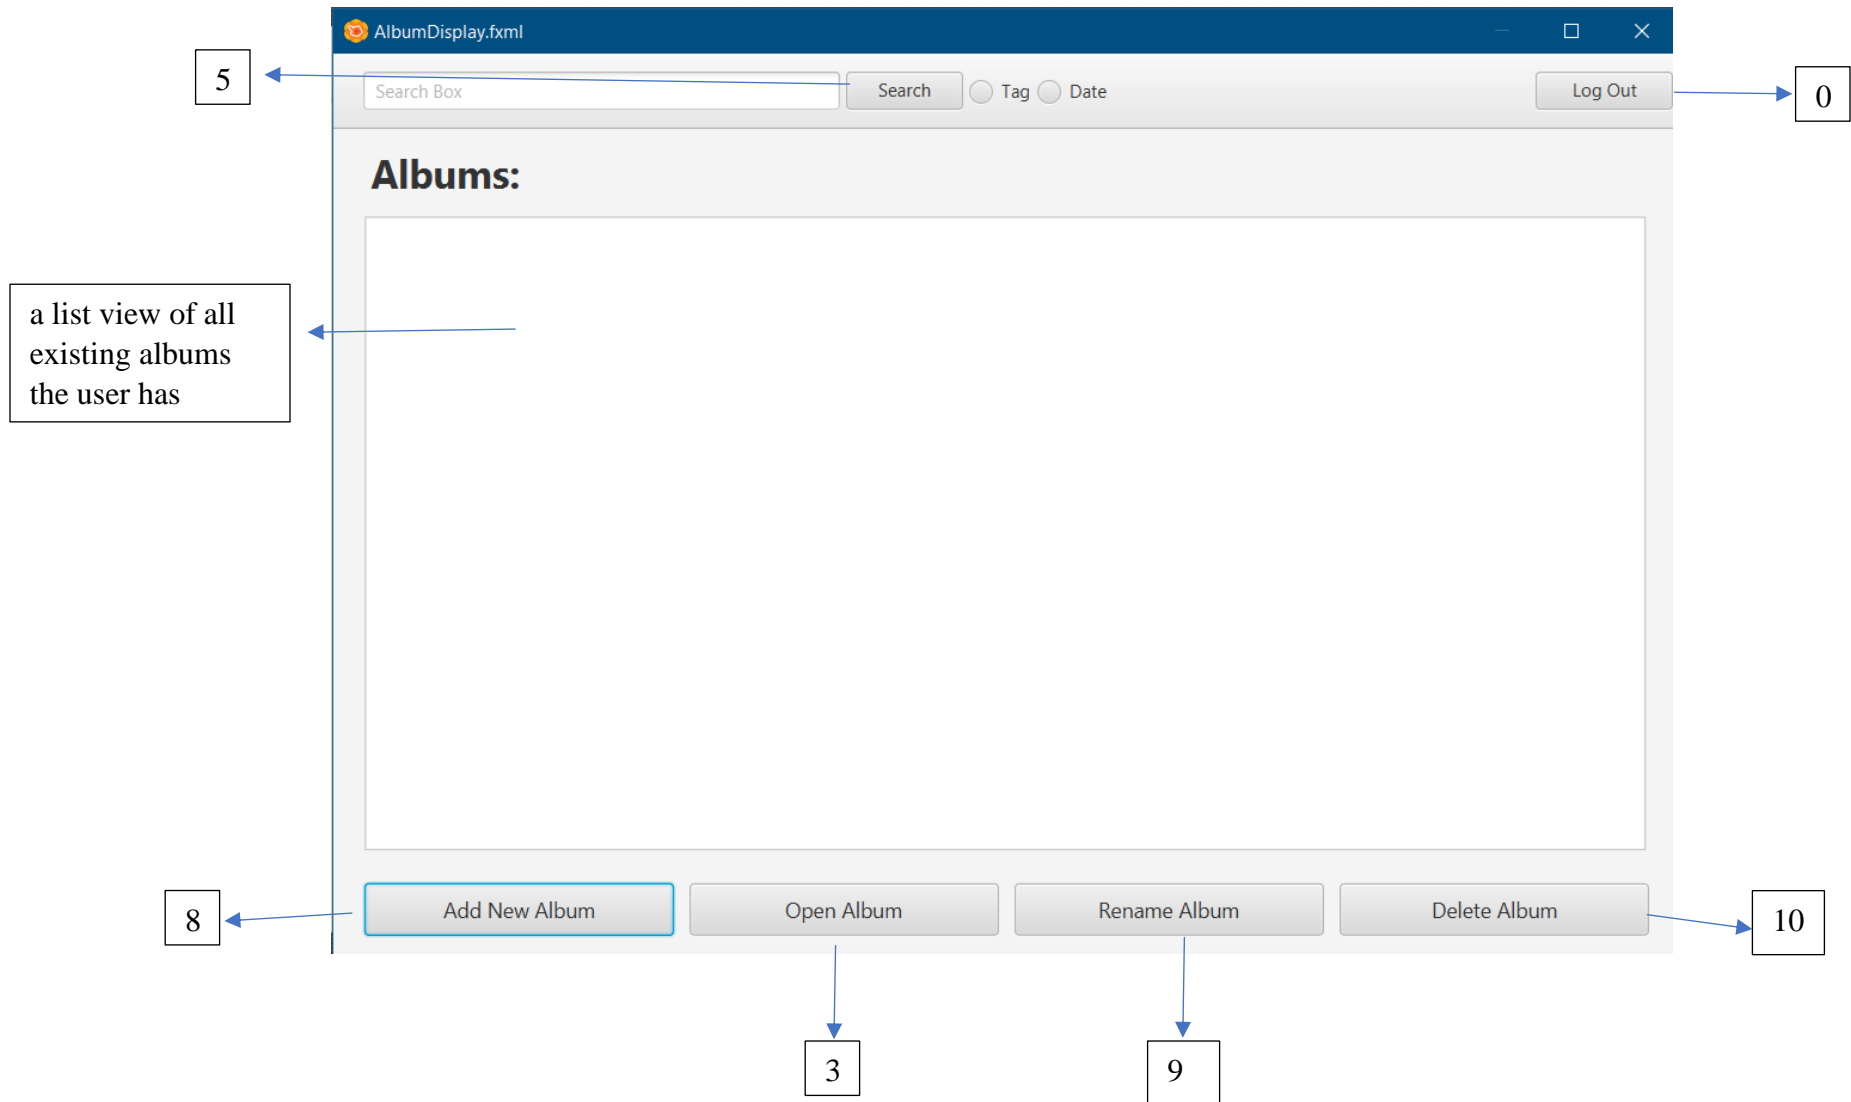 AlbumDisplay.fxml
5
Search Box
Search
Tag
Date
Log Out
0
Albums:
a list view of all
existing albums
the user has
8
Add New Album
Open Album
Rename Album
Delete Album
10
3
9